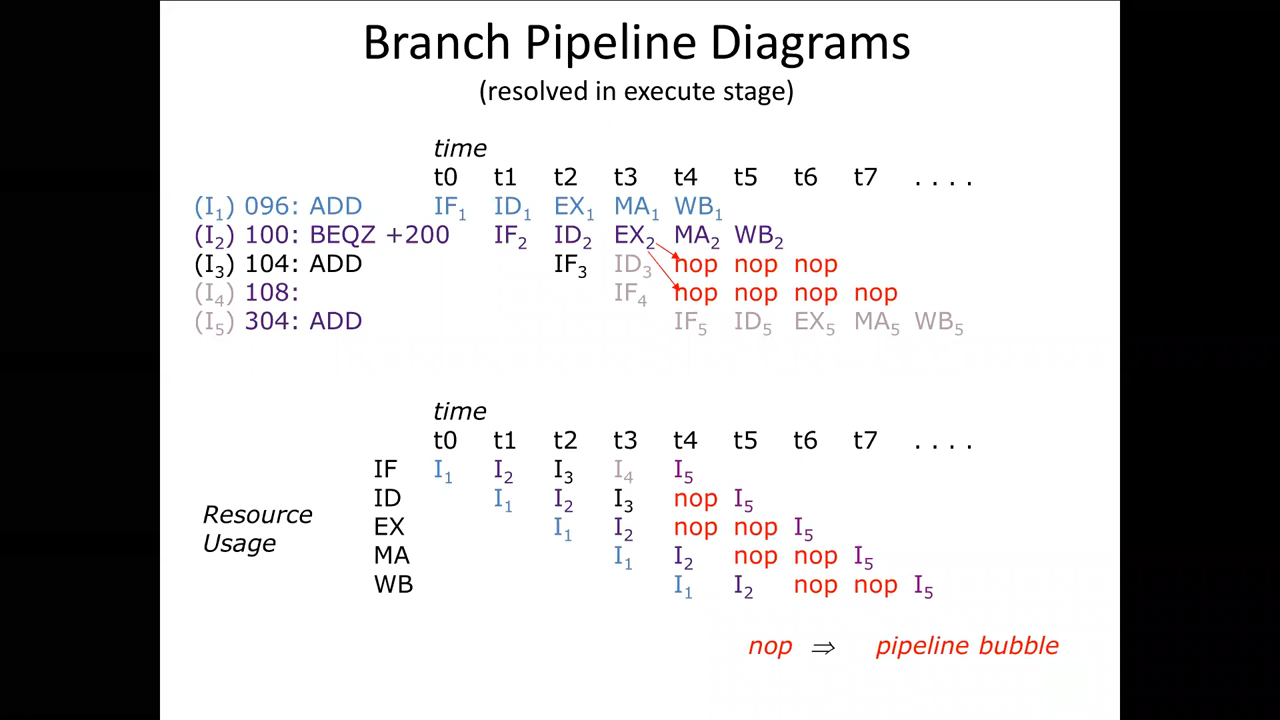 Branch Pipeline Diagrams
(resolved in execute stage)
time
t0 t1 t2 t3 t4 t5 t6 t7 . . . .
(I1) 096: ADD IF1 ID1 EX1 MA1 WB1
(I2) 100: BEQZ +200 IF2 ID2 EX2 MA2 WB2
(I3) 104: ADD IF3 ID3 nop nop nop
(I4) 108: IF4 nop nop nop nop
(I5) 304: ADD IF5 ID5 EX5 MA5 WB5
time
t0 t1 t2 t3 t4 t5 t6 t7 . . . .
IF I1 I2 I3 I4 I5
ID I1 I2 I3 nop I5
Resource Usage
EX I1 I2 nop nop I5
MA I1 I2 nop nop I5
WB I1 I2 nop nop I5
nop ⇒ pipeline bubble